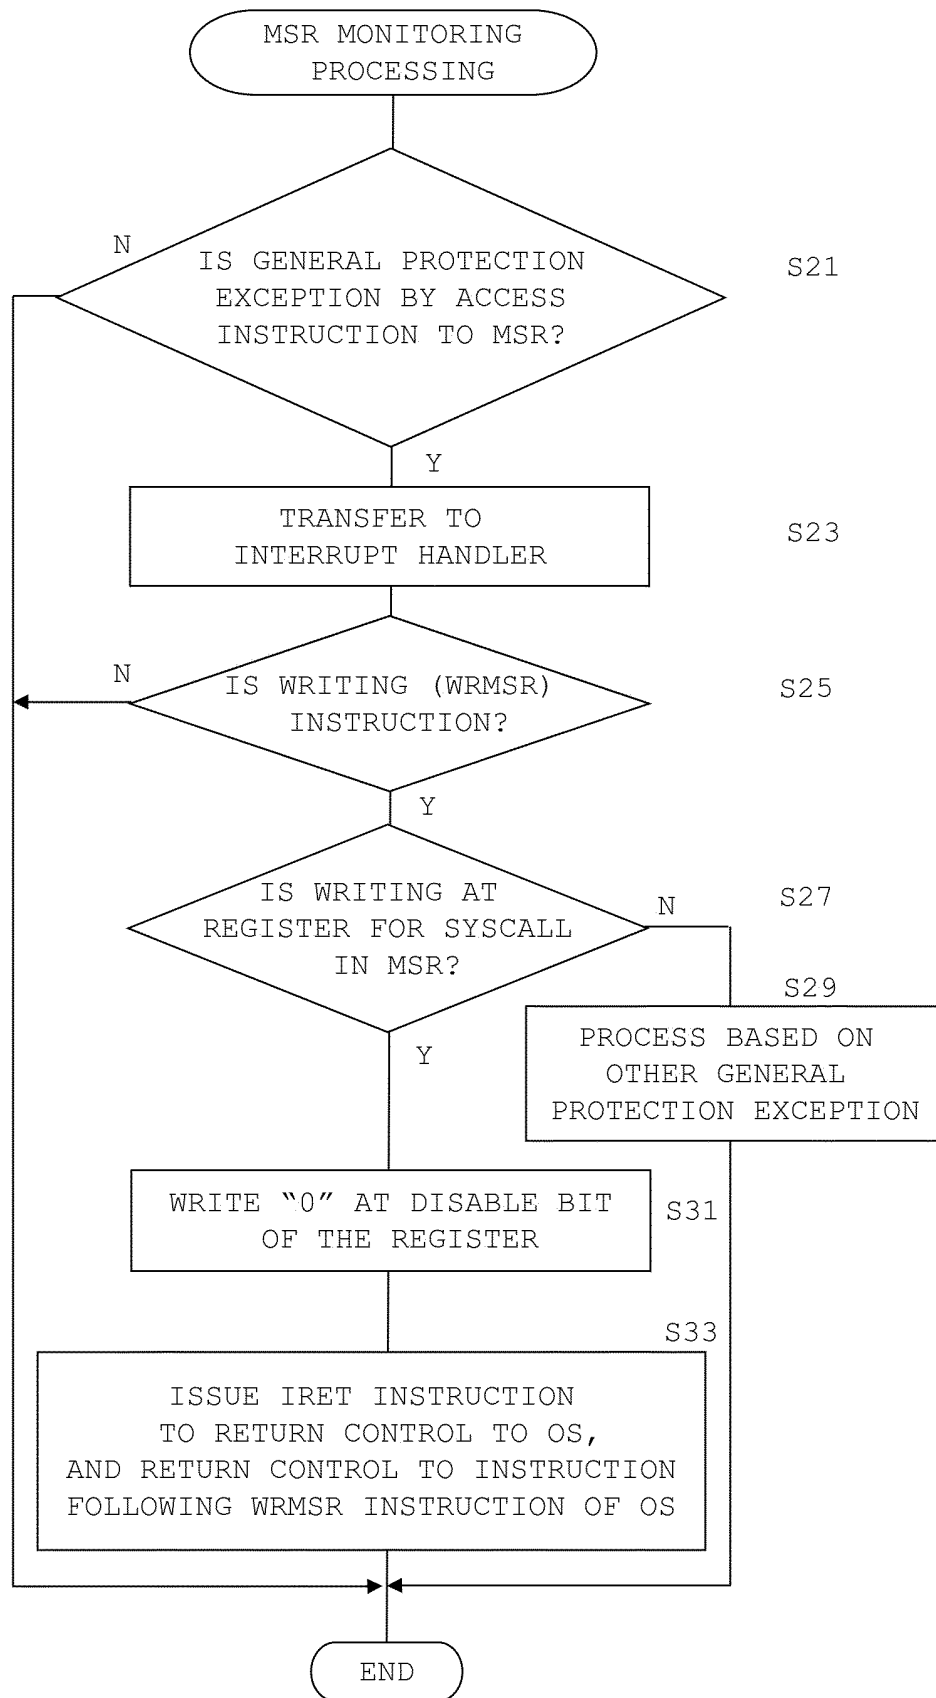 MSR MONITORING
PROCESSING
N
IS GENERAL PROTECTION
EXCEPTION BY ACCESS
INSTRUCTION TO MSR?
S21
Y
TRANSFER TO
INTERRUPT HANDLER
S23
N
IS WRITING (WRMSR)
INSTRUCTION?
S25
Y
IS WRITING AT
REGISTER FOR SYSCALL
IN MSR?
N
S27
S29
PROCESS BASED ON
OTHER GENERAL
PROTECTION EXCEPTION
Y
WRITE “0” AT DISABLE BIT
OF THE REGISTER
S31
S33
ISSUE IRET INSTRUCTION
TO RETURN CONTROL TO OS,
AND RETURN CONTROL TO INSTRUCTION
FOLLOWING WRMSR INSTRUCTION OF OS
END